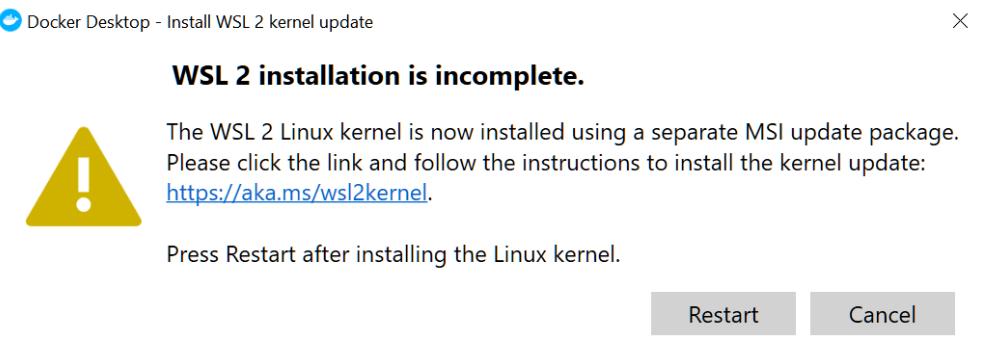 Docker Desktop - Install WSL 2 kernel update
WSL 2 installation is incomplete.
The WSL 2 Linux kernel is now installed using a separate MSI update package.
Please click the link and follow the instructions to install the kernel update:
https://aka.ms/wsl2kernel.
Press Restart after installing the Linux kernel.
Restart
Cancel